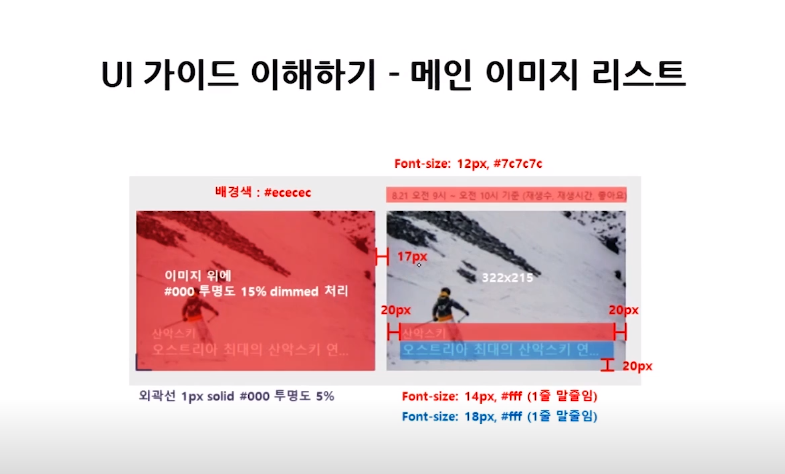 UI 가이드 이해하기 - 메인 이미지 리스트
Font-size: 12px, #7c7c7c
배경색 : #ececec
8.21 오전 9시 ~ 오전 10시 기준 (재생수, 재생시간, 좋아요)
17px
이미지 위에
#000 투명도 15% dimmed 처리
322x215
20px
20px
산악스키
오스트리아 최대의 산악스키 연...
산악스키
오스트리아 최대의 산악스키 연...
20px
외곽선 1px solid #000 투명도 5%
Font-size: 14px, #fff (1줄 말줄임)
Font-size: 18px, #fff (1줄 말줄임)